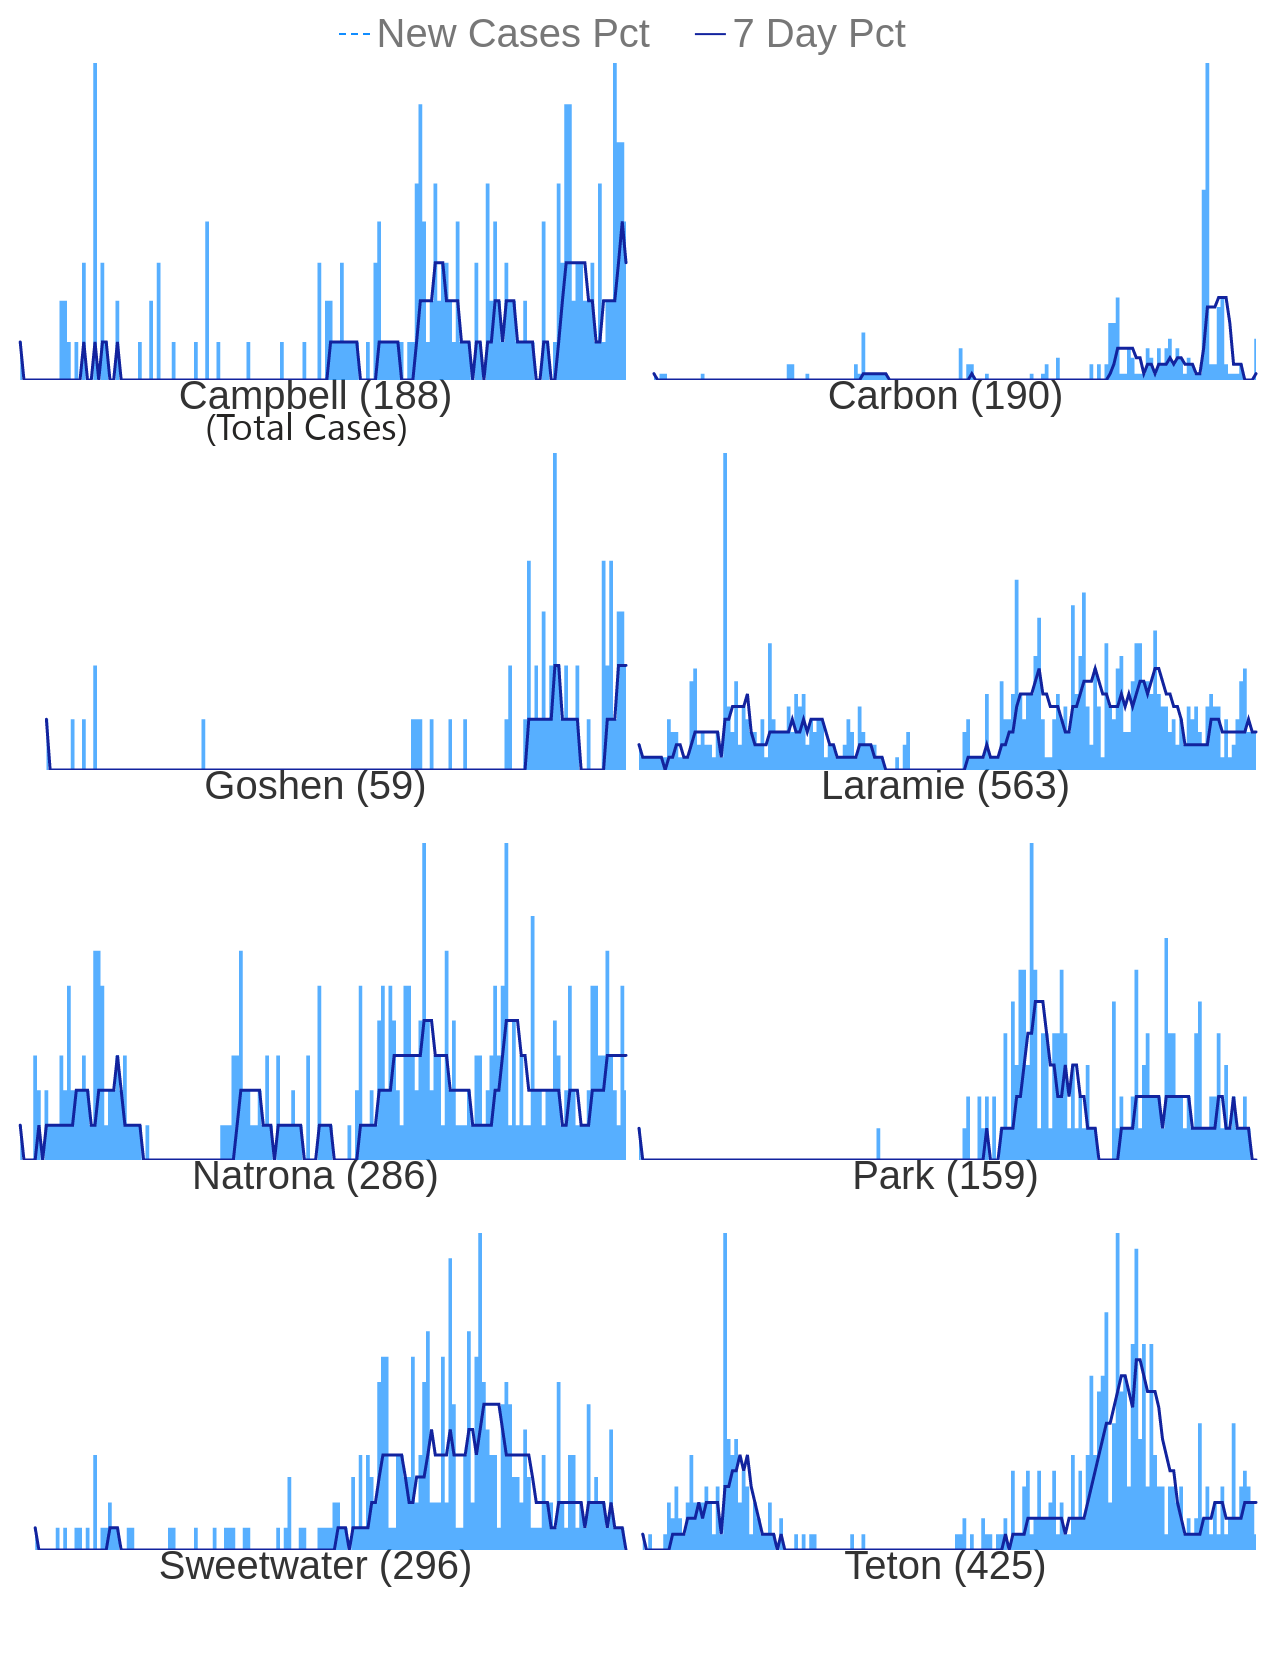 New Cases Pct 7 Day Pct
Campbell (188) Carbon (190)
(Total Cases)
Goshen (59) Laramie (563)
Natrona (286) Park (159)
Sweetwater (296) Teton (425)